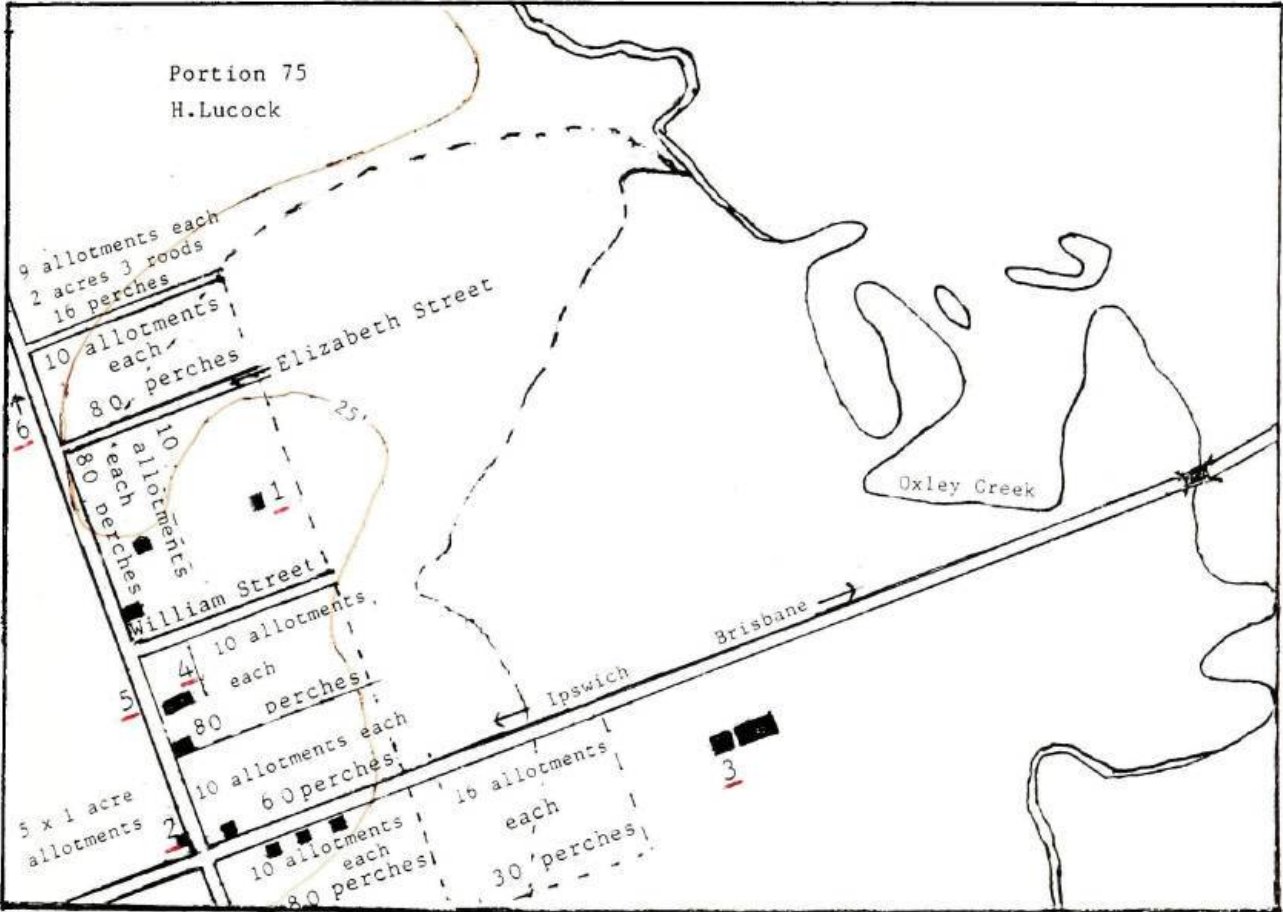 Portion 75
H.Lucock
9 allotments each
2 acres 3 roods
16 perches
10 allotments
each
80 perches
Elizabeth Street
6
10
allotments
each
80 perches
25'
1
Oxley Creek
William Street
10 allotments
each
80 perches
4
5
Brisbane
Ipswich
10 allotments each
60 perches
3
5 x 1 acre
allotments
2
16 allotments
each
30 perches
10 allotments
each
80 perches